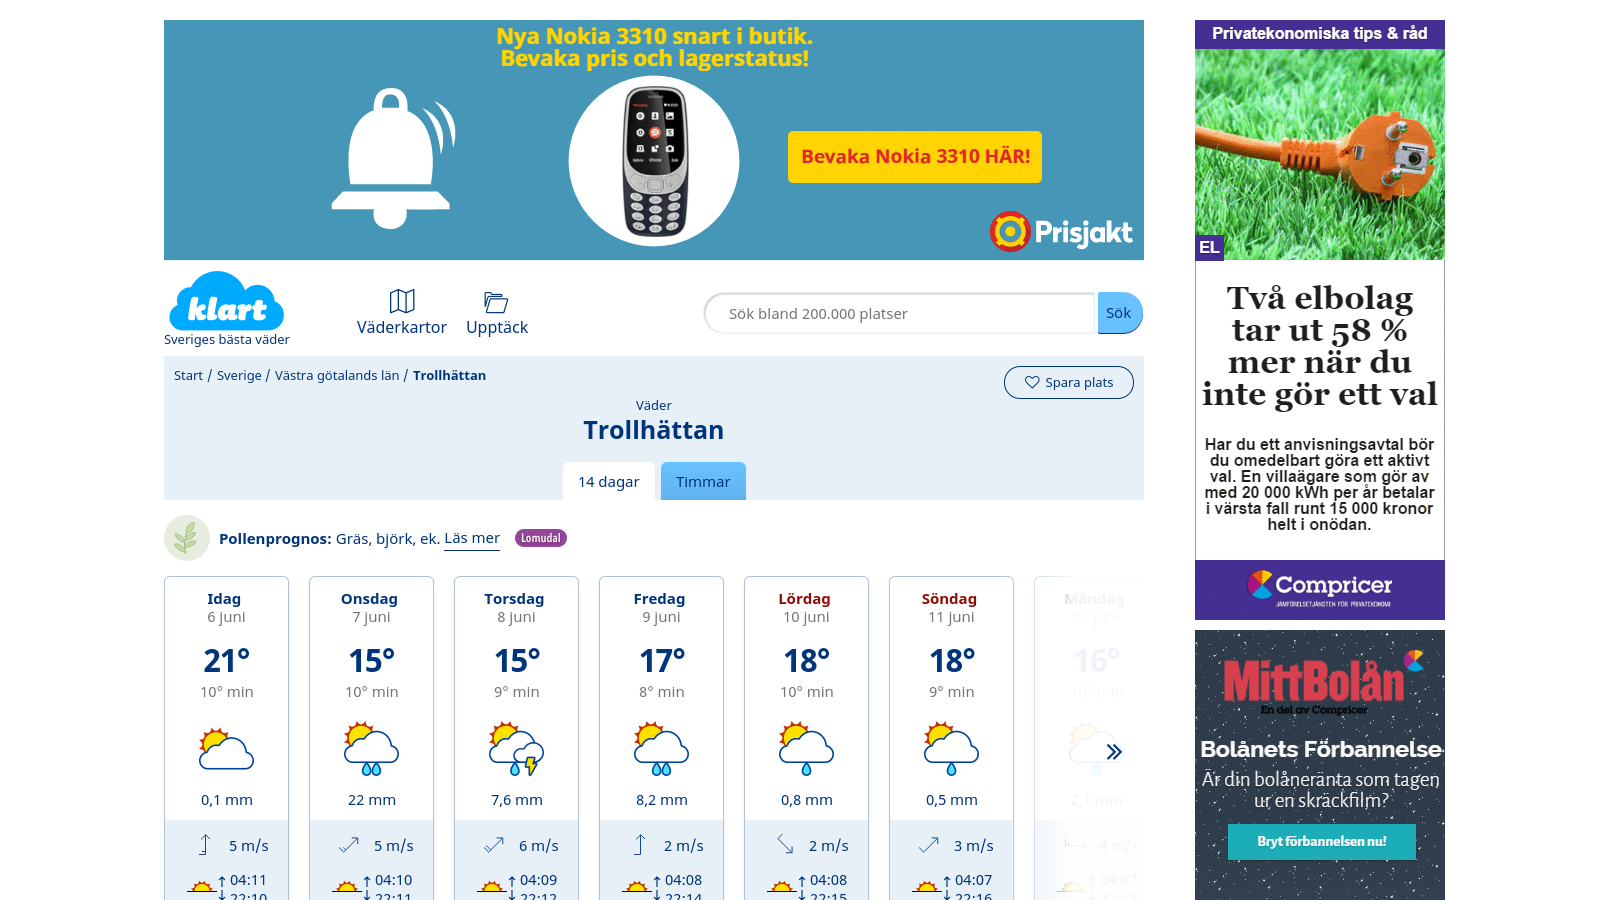 Nya Nokia 3310 snart i butik.
Bevaka pris och lagerstatus!
Bevaka Nokia 3310 HÄR!
Prisjakt
klart
Sveriges bästa väder
Väderkartor
Upptäck
Sök bland 200.000 platser
Sök
Start / Sverige / Västra götalands län / Trollhättan
Spara plats
Väder
Trollhättan
14 dagar
Timmar
Pollenprognos: Gräs, björk, ek. Läs mer
Lomudal
Idag
6 juni
21°
10° min
0,1 mm
5 m/s
04:11
22:10
Onsdag
7 juni
15°
10° min
22 mm
5 m/s
04:10
22:11
Torsdag
8 juni
15°
9° min
7,6 mm
6 m/s
04:09
22:12
Fredag
9 juni
17°
8° min
8,2 mm
2 m/s
04:08
22:14
Lördag
10 juni
18°
10° min
0,8 mm
2 m/s
04:08
22:15
Söndag
11 juni
18°
9° min
0,5 mm
3 m/s
04:07
22:16
Måndag
12 juni
16°
10° min
2,1 mm
4 m/s
04:07
22:17
Privatekonomiska tips & råd
EL
Två elbolag
tar ut 58 %
mer när du
inte gör ett val
Har du ett anvisningsavtal bör
du omedelbart göra ett aktivt
val. En villaägare som gör av
med 20 000 kWh per år betalar
i värsta fall runt 15 000 kronor
helt i onödan.
Compricer
JÄMFÖRELSETJÄNSTEN FÖR PRIVATEKONOMI
MittBolån
En del av Compricer
Bolånets Förbannelse
Är din bolåneränta som tagen
ur en skräckfilm?
Bryt förbannelsen nu!